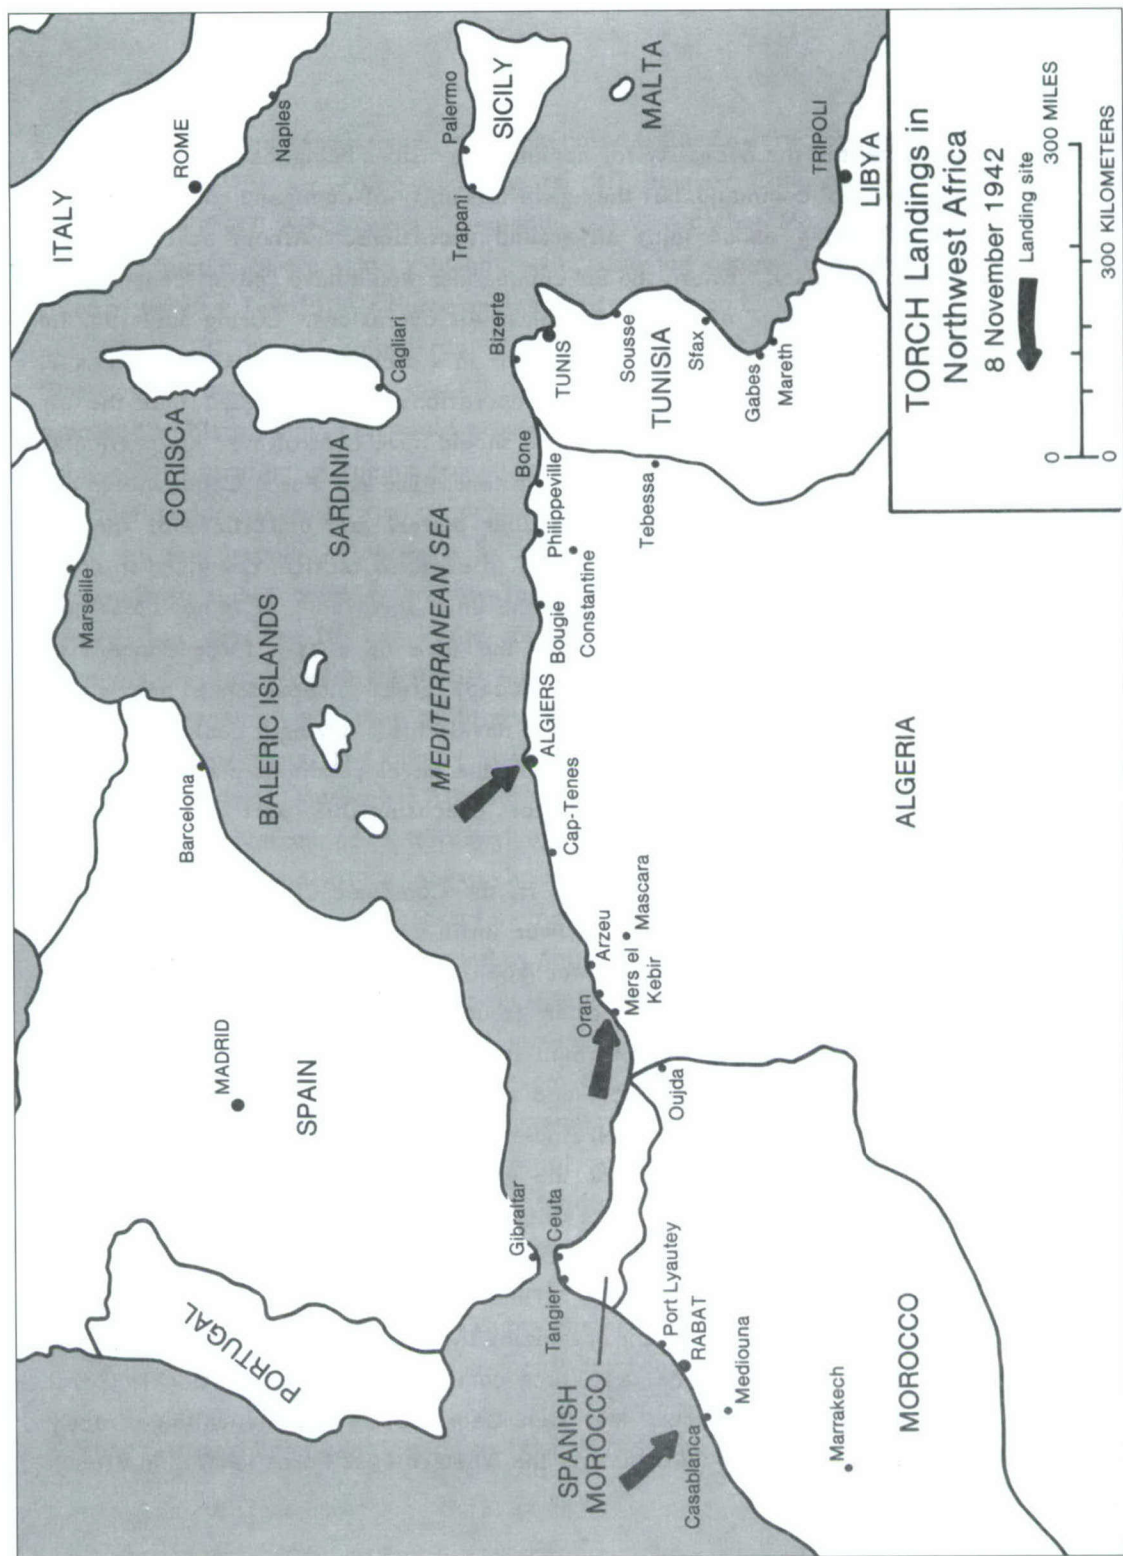 ITALY
ROME
Naples
CORISCA
SARDINIA
Cagliari
Palermo
Trapani
SICILY
MALTA
Marseille
Barcelona
BALERIC ISLANDS
MEDITERRANEAN SEA
MADRID
SPAIN
PORTUGAL
Gibraltar
Ceuta
Tangier
SPANISH
MOROCCO
Port Lyautey
RABAT
Casablanca
Mediouna
Marrakech
MOROCCO
Oujda
Oran
Arzeu
Mers el
Kebir
Mascara
Cap-Tenes
ALGIERS
Bougie
Philippeville
Constantine
Bone
Tebessa
ALGERIA
Bizerte
TUNIS
Sousse
TUNISIA
Sfax
Gabes
Mareth
TRIPOLI
LIBYA
TORCH Landings in
Northwest Africa
8 November 1942
Landing site
0 300 MILES
0 300 KILOMETERS